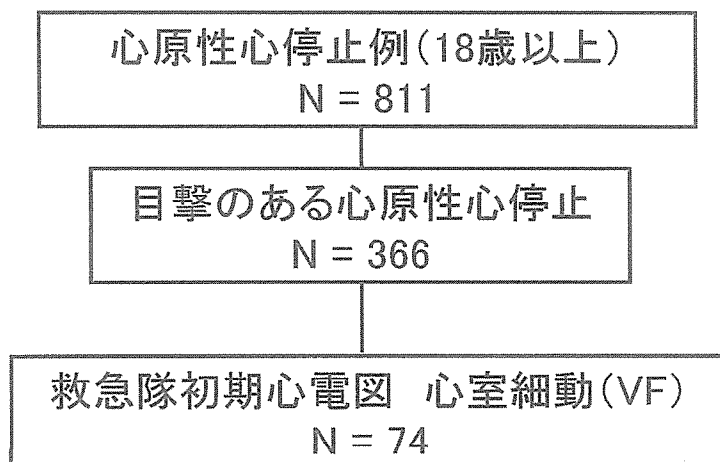 心原性心停止例(18歳以上)
N = 811
目撃のある心原性心停止
N = 366
救急隊初期心電図 心室細動(VF)
N = 74